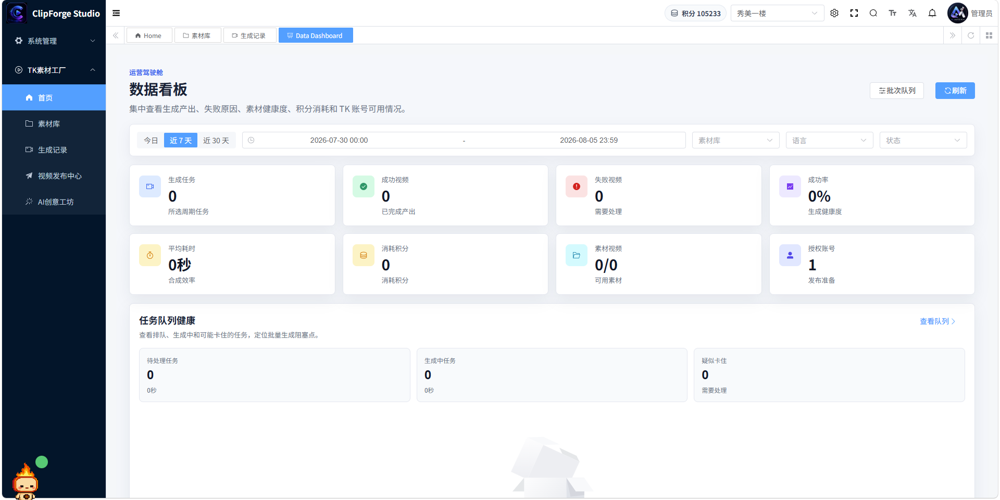 ClipForge Studio
积分 105233
秀美一楼
管理员
系统管理
TK素材工厂
首页
素材库
生成记录
视频发布中心
AI创意工坊
Home
素材库
生成记录
Data Dashboard
运营驾驶舱
数据看板
集中查看生成产出、失败原因、素材健康度、积分消耗和 TK 账号可用情况。
批次队列
刷新
今日
近 7 天
近 30 天
2026-07-30 00:00
-
2026-08-05 23:59
素材库
语言
状态
生成任务
0
所选周期任务
成功视频
0
已完成产出
失败视频
0
需要处理
成功率
0%
生成健康度
平均耗时
0秒
合成效率
消耗积分
0
消耗积分
素材视频
0/0
可用素材
授权账号
1
发布准备
任务队列健康
查看队列
查看排队、生成中和可能卡住的任务，定位批量生成阻塞点。
待处理任务
0
0秒
生成中任务
0
0秒
疑似卡住
0
需要处理